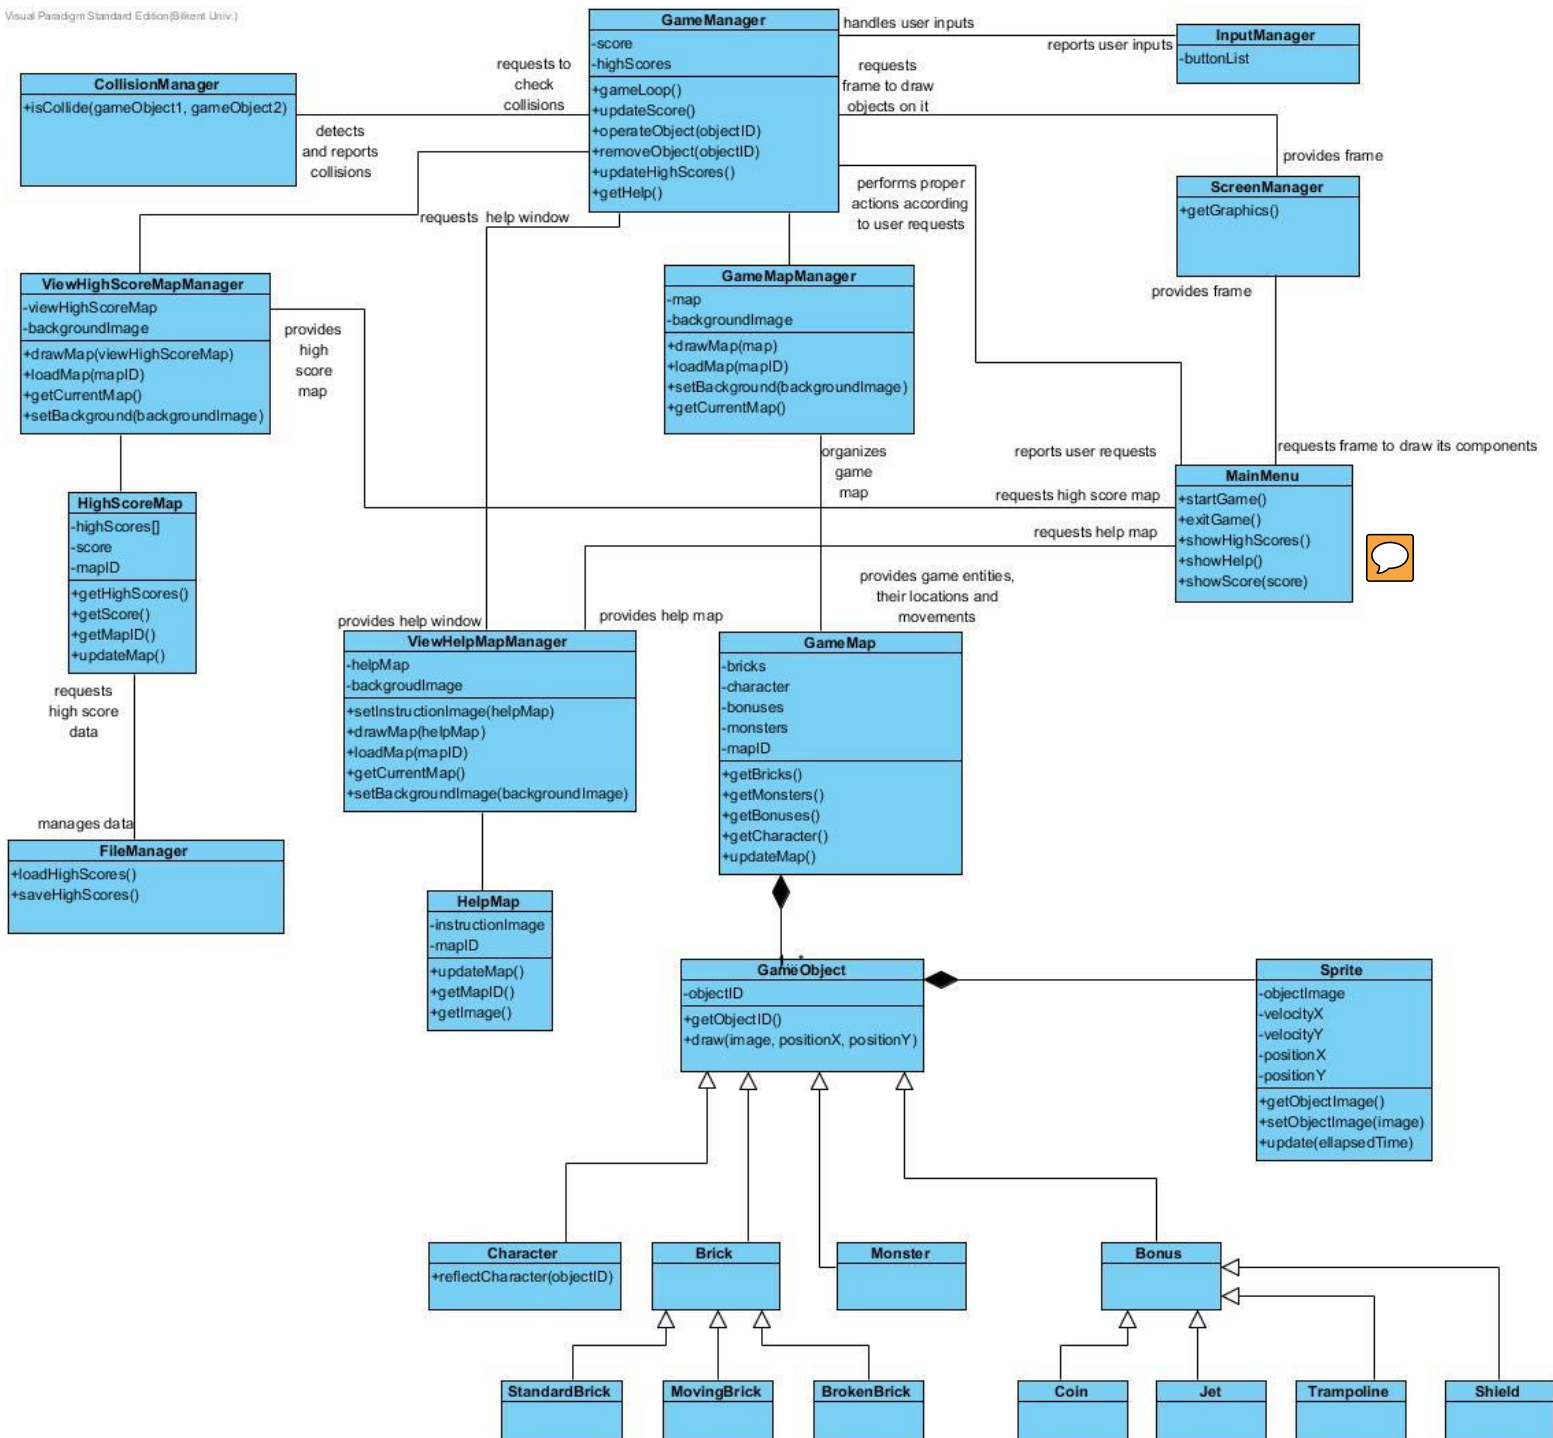 Visual Paradigm Standard Edition(Bilkent Univ.)
GameManager
-score
-highScores
+gameLoop()
+updateScore()
+operateObject(objectID)
+removeObject(objectID)
+updateHighScores()
+getHelp()
handles user inputs
reports user inputs
InputManager
-buttonList
CollisionManager
+isCollide(gameObject1, gameObject2)
requests to
check
collisions
detects
and reports
collisions
requests
frame to draw
objects on it
provides frame
ScreenManager
+getGraphics()
performs proper
actions according
to user requests
requests help window
ViewHighScoreMapManager
-viewHighScoreMap
-backgroundImage
+drawMap(viewHighScoreMap)
+loadMap(mapID)
+getCurrentMap()
+setBackground(backgroundImage)
provides
high
score
map
GameMapManager
-map
-backgroundImage
+drawMap(map)
+loadMap(mapID)
+setBackground(backgroundImage)
+getCurrentMap()
provides frame
organizes
game
map
reports user requests
requests frame to draw its components
requests high score map
requests help map
MainMenu
+startGame()
+exitGame()
+showHighScores()
+showHelp()
+showScore(score)
HighScoreMap
-highScores[]
-score
-mapID
+getHighScores()
+getScore()
+getMapID()
+updateMap()
requests
high score
data
manages data
FileManager
+loadHighScores()
+saveHighScores()
provides help window
provides help map
provides game entities,
their locations and
movements
ViewHelpMapManager
-helpMap
-backgroudImage
+setInstructionImage(helpMap)
+drawMap(helpMap)
+loadMap(mapID)
+getCurrentMap()
+setBackgroundImage(backgroundImage)
GameMap
-bricks
-character
-bonuses
-monsters
-mapID
+getBricks()
+getMonsters()
+getBonuses()
+getCharacter()
+updateMap()
HelpMap
-instructionImage
-mapID
+updateMap()
+getMapID()
+getImage()
1..*
GameObject
-objectID
+getObjectID()
+draw(image, positionX, positionY)
Sprite
-objectImage
-velocityX
-velocityY
-positionX
-positionY
+getObjectImage()
+setObjectImage(image)
+update(ellapsedTime)
Character
+reflectCharacter(objectID)
Brick
Monster
Bonus
StandardBrick
MovingBrick
BrokenBrick
Coin
Jet
Trampoline
Shield